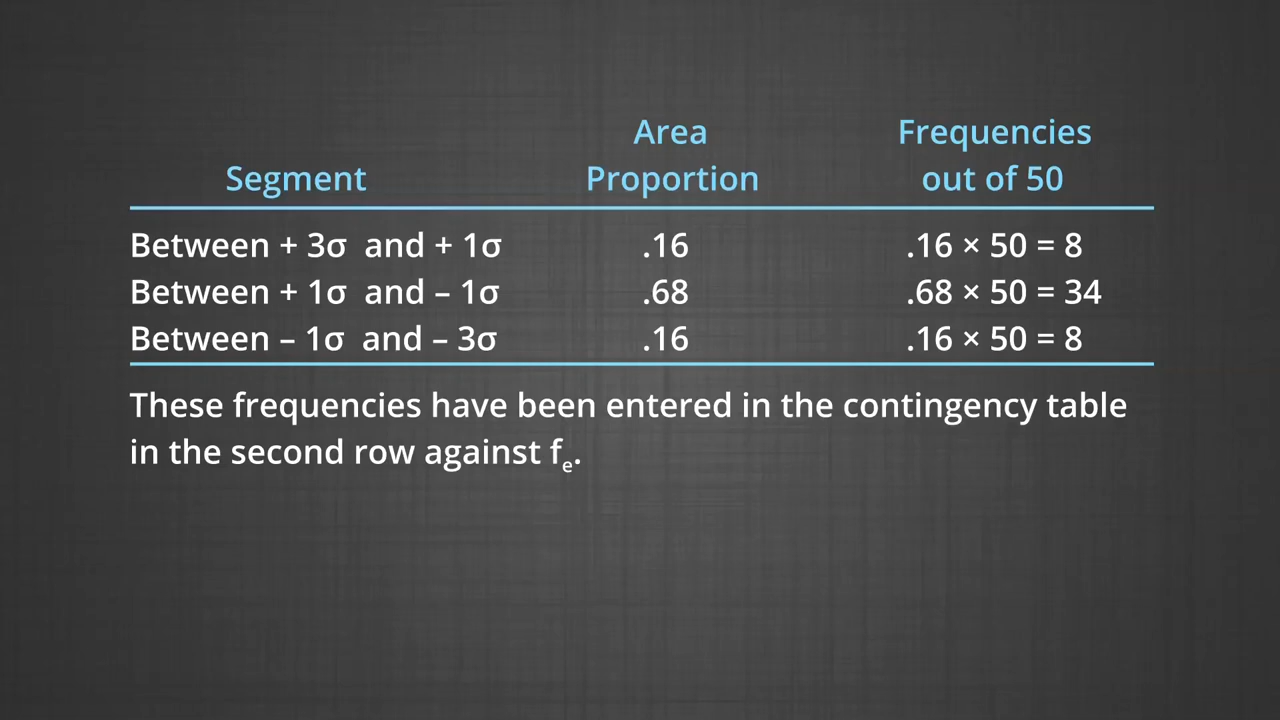 Area Frequencies
Segment Proportion out of 50
Between + 3σ and + 1σ .16 .16 × 50 = 8
Between + 1σ and – 1σ .68 .68 × 50 = 34
Between – 1σ and – 3σ .16 .16 × 50 = 8
These frequencies have been entered in the contingency table
in the second row against fₑ.